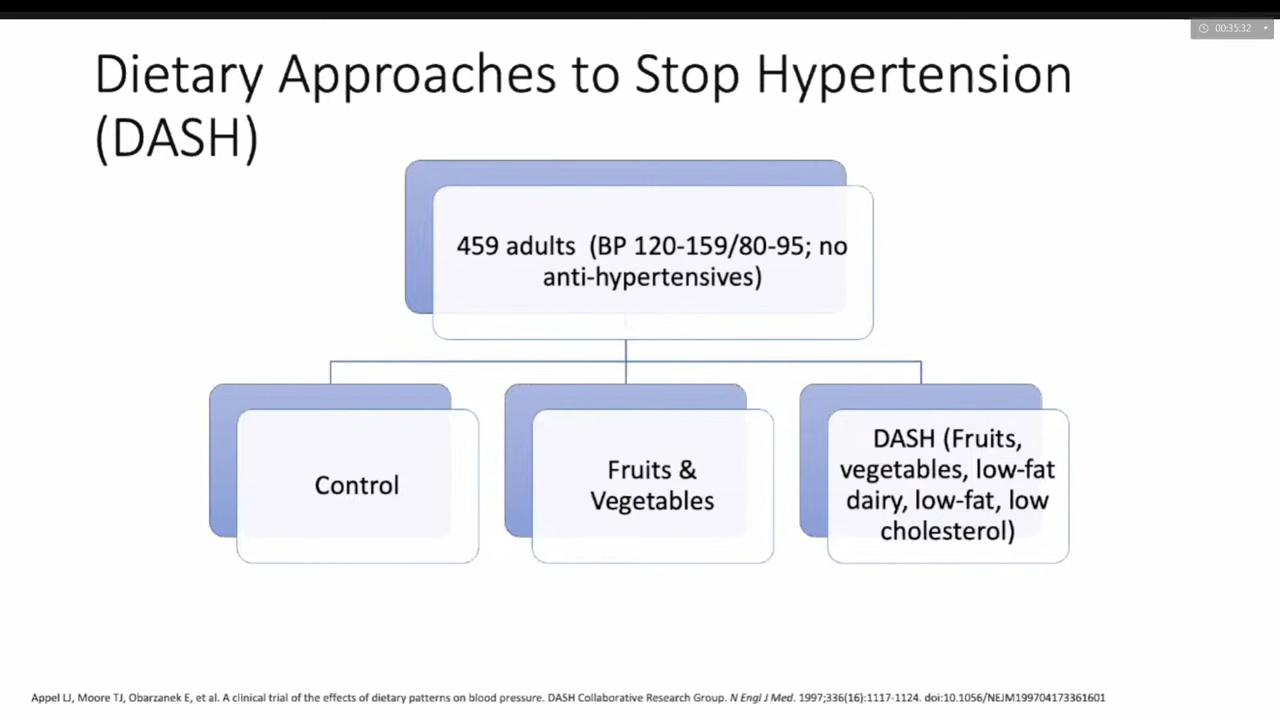 00:35:32
Dietary Approaches to Stop Hypertension
(DASH)
459 adults (BP 120-159/80-95; no
anti-hypertensives)
Control
Fruits &
Vegetables
DASH (Fruits,
vegetables, low-fat
dairy, low-fat, low
cholesterol)
Appel LJ, Moore TJ, Obarzanek E, et al. A clinical trial of the effects of dietary patterns on blood pressure. DASH Collaborative Research Group. N Engl J Med. 1997;336(16):1117-1124. doi:10.1056/NEJM199704173361601